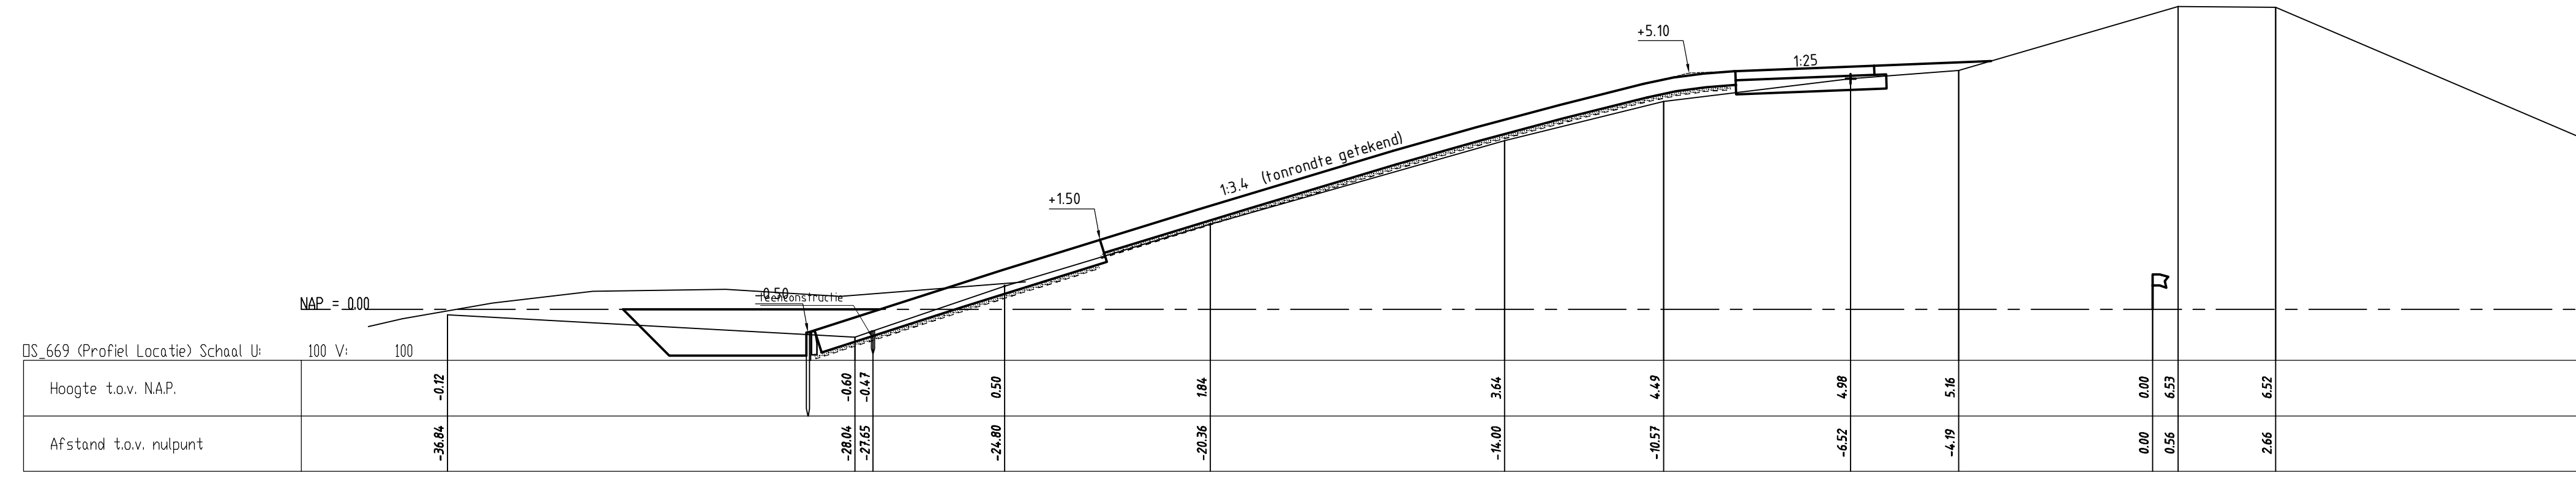 +5.10
1:25
1:3.4 (tonrondte getekend)
+1.50
-0.50
Teenconstructie
NAP = 0.00
S_669 (Profiel Locatie) Schaal U: 100 V: 100
Hoogte t.o.v. N.A.P. -0.12 -0.60 -0.47 0.50 1.84 3.64 4.49 4.98 5.16 0.00 6.53 6.52
Afstand t.o.v. nulpunt -36.84 -28.04 -27.65 -24.80 -20.36 -14.00 -10.57 -6.52 -4.19 0.00 0.56 2.66